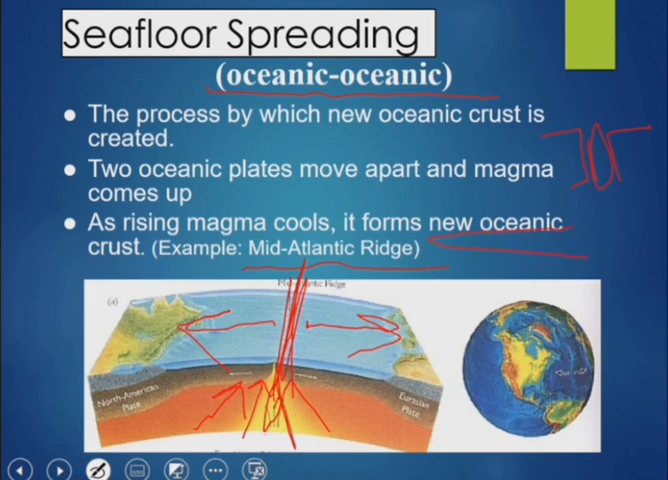 Seafloor Spreading
(oceanic-oceanic)
• The process by which new oceanic crust is
created.
• Two oceanic plates move apart and magma
comes up
• As rising magma cools, it forms new oceanic
crust. (Example: Mid-Atlantic Ridge)
Ridge
(a)
North-American
Plate
Eurasian
Plate